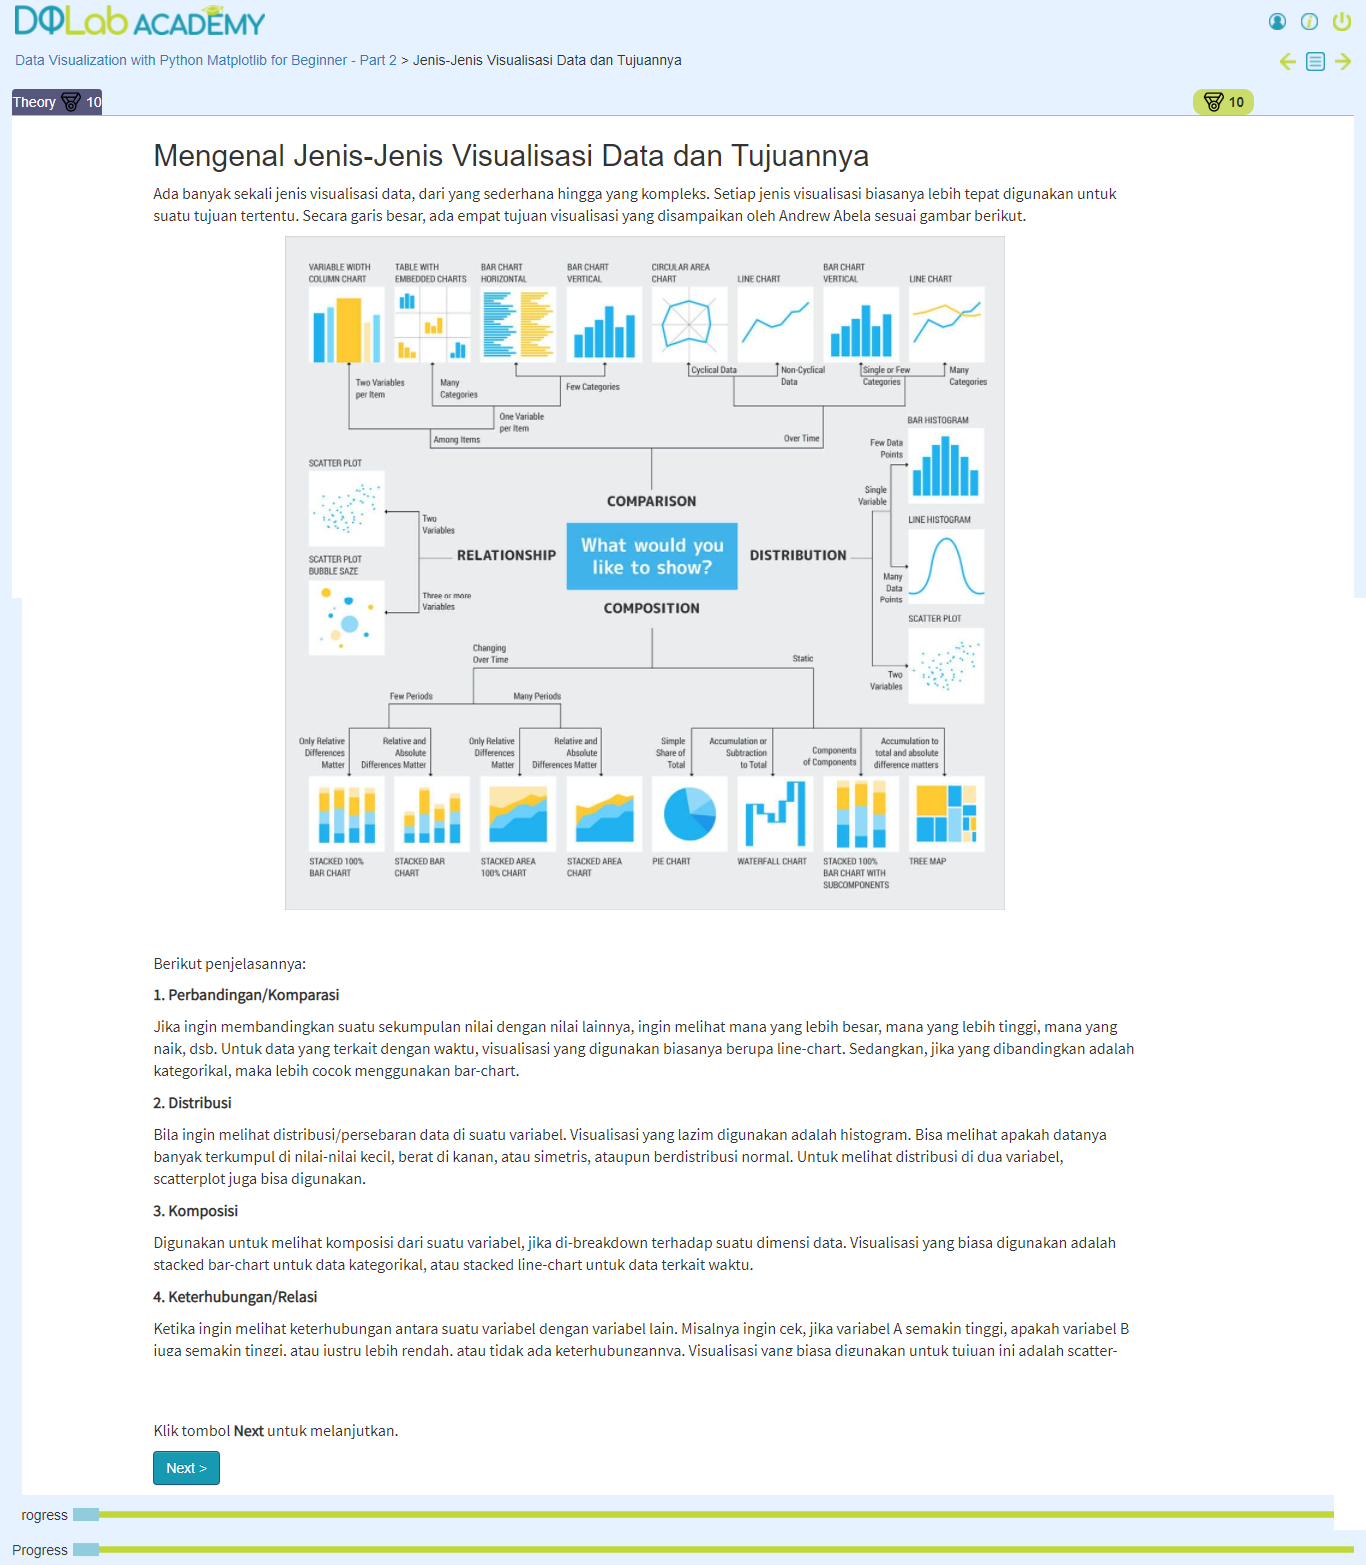 DQLab ACADEMY
Data Visualization with Python Matplotlib for Beginner - Part 2 > Jenis-Jenis Visualisasi Data dan Tujuannya
Theory 10
10
Mengenal Jenis-Jenis Visualisasi Data dan Tujuannya
Ada banyak sekali jenis visualisasi data, dari yang sederhana hingga yang kompleks. Setiap jenis visualisasi biasanya lebih tepat digunakan untuk
suatu tujuan tertentu. Secara garis besar, ada empat tujuan visualisasi yang disampaikan oleh Andrew Abela sesuai gambar berikut.
VARIABLE WIDTH
COLUMN CHART
TABLE WITH
EMBEDDED CHARTS
BAR CHART
HORIZONTAL
BAR CHART
VERTICAL
CIRCULAR AREA
CHART
LINE CHART
BAR CHART
VERTICAL
LINE CHART
Two Variables
per Item
Many
Categories
Few Categories
Cyclical Data
Non-Cyclical
Data
Single or Few
Categories
Many
Categories
One Variable
per Item
Among Items
Over Time
BAR HISTOGRAM
Few Data
Points
SCATTER PLOT
Single
Variable
COMPARISON
Two
Variables
LINE HISTOGRAM
RELATIONSHIP
What would you
like to show?
DISTRIBUTION
SCATTER PLOT
BUBBLE SAZE
Many
Data
Points
Three or more
Variables
COMPOSITION
SCATTER PLOT
Changing
Over Time
Static
Two
Variables
Few Periods
Many Periods
Only Relative
Differences
Matter
Relative and
Absolute
Differences Matter
Only Relative
Differences
Matter
Relative and
Absolute
Differences Matter
Simple
Share of
Total
Accumulation or
Subtraction
to Total
Components
of Components
Accumulation to
total and absolute
difference matters
STACKED 100%
BAR CHART
STACKED BAR
CHART
STACKED AREA
100% CHART
STACKED AREA
CHART
PIE CHART
WATERFALL CHART
STACKED 100%
BAR CHART WITH
SUBCOMPONENTS
TREE MAP
Berikut penjelasannya:
1. Perbandingan/Komparasi
Jika ingin membandingkan suatu sekumpulan nilai dengan nilai lainnya, ingin melihat mana yang lebih besar, mana yang lebih tinggi, mana yang
naik, dsb. Untuk data yang terkait dengan waktu, visualisasi yang digunakan biasanya berupa line-chart. Sedangkan, jika yang dibandingkan adalah
kategorikal, maka lebih cocok menggunakan bar-chart.
2. Distribusi
Bila ingin melihat distribusi/persebaran data di suatu variabel. Visualisasi yang lazim digunakan adalah histogram. Bisa melihat apakah datanya
banyak terkumpul di nilai-nilai kecil, berat di kanan, atau simetris, ataupun berdistribusi normal. Untuk melihat distribusi di dua variabel,
scatterplot juga bisa digunakan.
3. Komposisi
Digunakan untuk melihat komposisi dari suatu variabel, jika di-breakdown terhadap suatu dimensi data. Visualisasi yang biasa digunakan adalah
stacked bar-chart untuk data kategorikal, atau stacked line-chart untuk data terkait waktu.
4. Keterhubungan/Relasi
Ketika ingin melihat keterhubungan antara suatu variabel dengan variabel lain. Misalnya ingin cek, jika variabel A semakin tinggi, apakah variabel B
juga semakin tinggi, atau justru lebih rendah, atau tidak ada keterhubungannya. Visualisasi yang biasa digunakan untuk tujuan ini adalah scatter-
Klik tombol Next untuk melanjutkan.
Next >
rogress
Progress